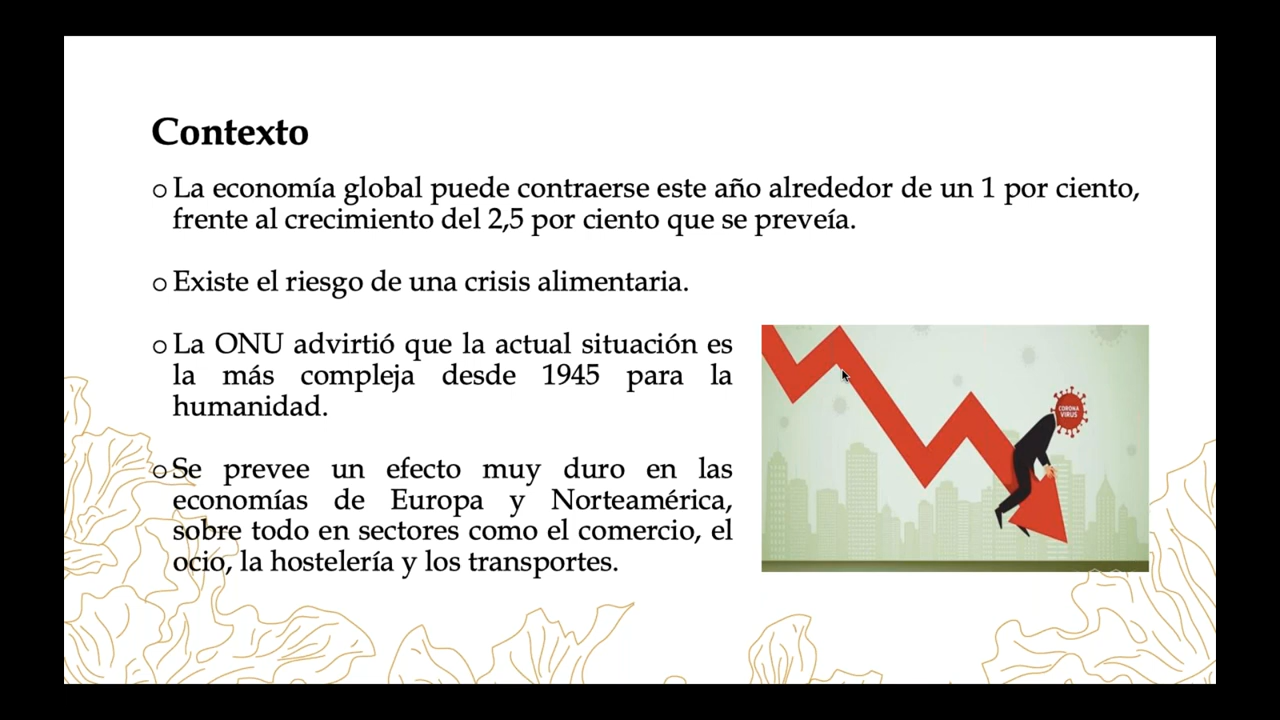 Contexto
La economía global puede contraerse este año alrededor de un 1 por ciento,
frente al crecimiento del 2,5 por ciento que se preveía.
Existe el riesgo de una crisis alimentaria.
La ONU advirtió que la actual situación es
la más compleja desde 1945 para la
humanidad.
Se prevee un efecto muy duro en las
economías de Europa y Norteamérica,
sobre todo en sectores como el comercio, el
ocio, la hostelería y los transportes.
CORONA
VIRUS